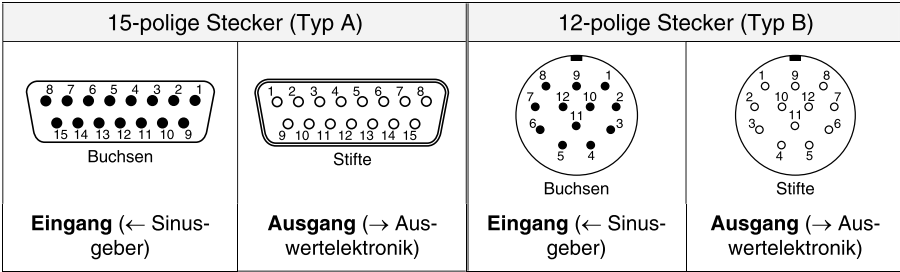 15-polige Stecker (Typ A)
12-polige Stecker (Typ B)
8 7 6 5 4 3 2 1
15 14 13 12 11 10 9
Buchsen
1 2 3 4 5 6 7 8
9 10 11 12 13 14 15
Stifte
8 9 1
7 12 10 2
11
6 3
5 4
Buchsen
1 9 8
2 10 12 7
11
3 6
4 5
Stifte
Eingang (← Sinus-
geber)
Ausgang (→ Aus-
wertelektronik)
Eingang (← Sinus-
geber)
Ausgang (→ Aus-
wertelektronik)